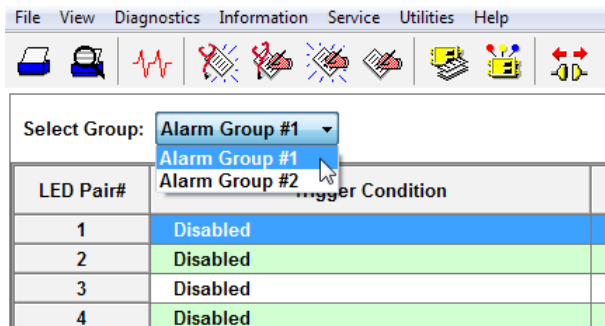 File View Diagnostics Information Service Utilities Help
Select Group: Alarm Group #1
Alarm Group #1
Alarm Group #2
LED Pair# Trigger Condition
1 Disabled
2 Disabled
3 Disabled
4 Disabled